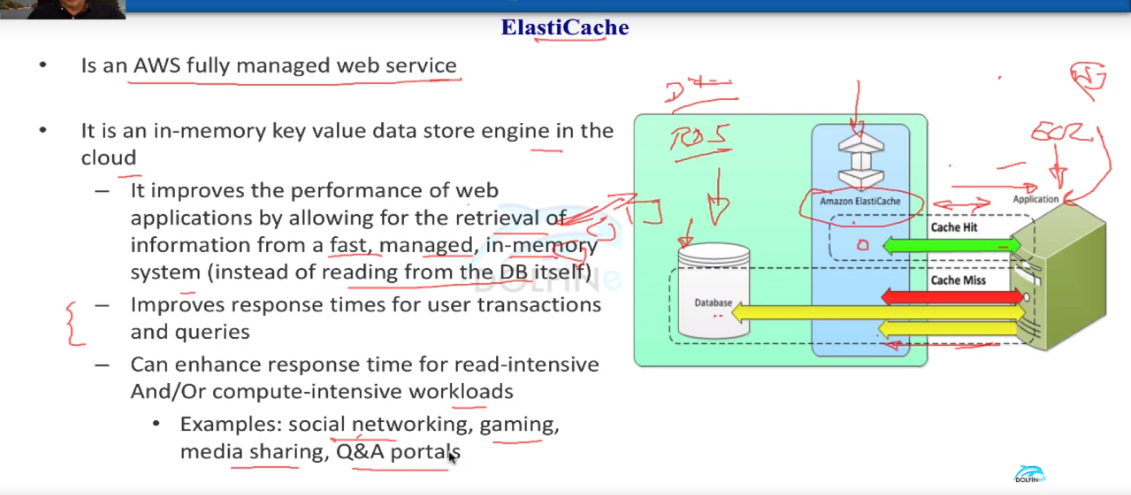 ElastiCache
• Is an AWS fully managed web service
• It is an in-memory key value data store engine in the
cloud
– It improves the performance of web
applications by allowing for the retrieval of
information from a fast, managed, in-memory
system (instead of reading from the DB itself)
– Improves response times for user transactions
and queries
– Can enhance response time for read-intensive
And/Or compute-intensive workloads
• Examples: social networking, gaming,
media sharing, Q&A portals
RDS
EC2
Amazon ElastiCache
Application
Cache Hit
Cache Miss
Database
DOLFINe
DOLFINe